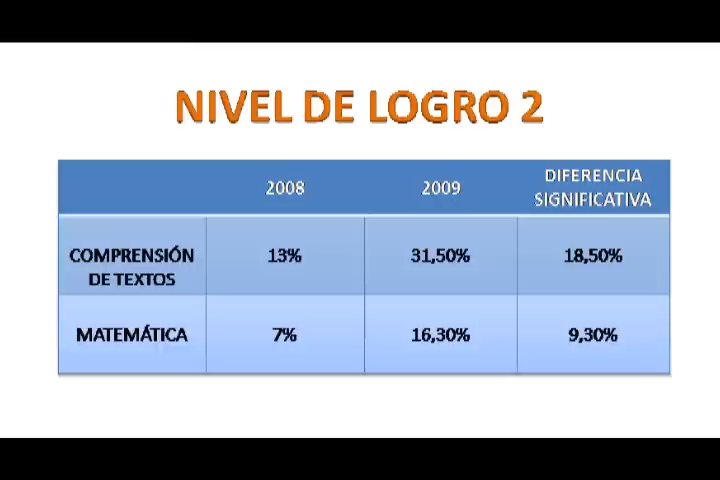 NIVEL DE LOGRO 2
2008 2009 DIFERENCIA SIGNIFICATIVA
COMPRENSIÓN DE TEXTOS 13% 31,50% 18,50%
MATEMÁTICA 7% 16,30% 9,30%